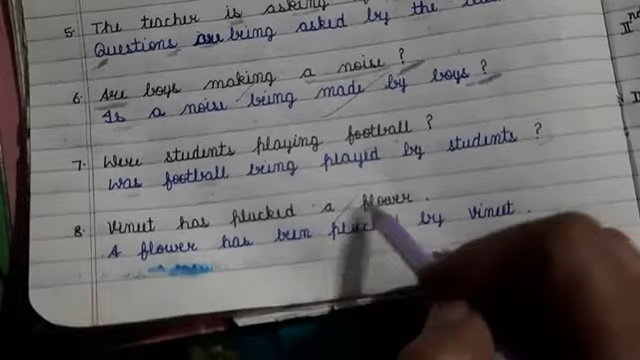 5. The teacher is asking
Questions are being asked by the
6. Are boys making a noise ?
Is a noise being made by boys ?
7. Were students playing football ?
Was football being played by students ?
8. Vineet has plucked a flower .
A flower has been by Vineet .
IInd